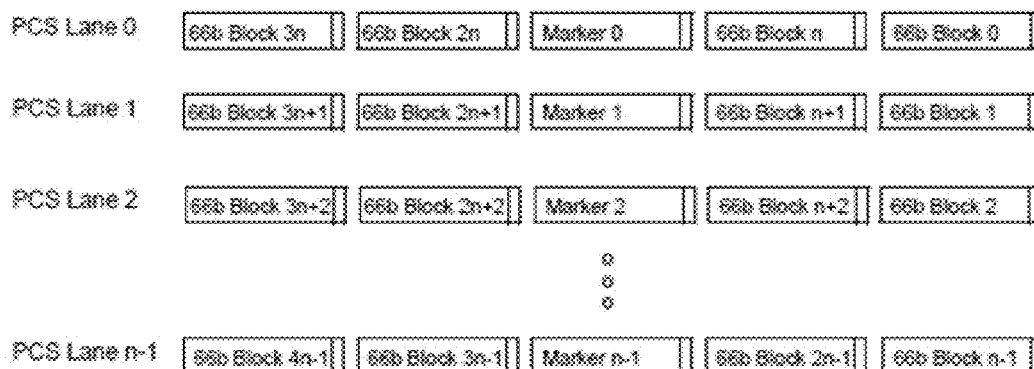 PCS Lane 0 66b Block 3n 66b Block 2n Marker 0 66b Block n 66b Block 0
PCS Lane 1 66b Block 3n+1 66b Block 2n+1 Marker 1 66b Block n+1 66b Block 1
PCS Lane 2 66b Block 3n+2 66b Block 2n+2 Marker 2 66b Block n+2 66b Block 2
PCS Lane n-1 66b Block 4n-1 66b Block 3n-1 Marker n-1 66b Block 2n-1 66b Block n-1